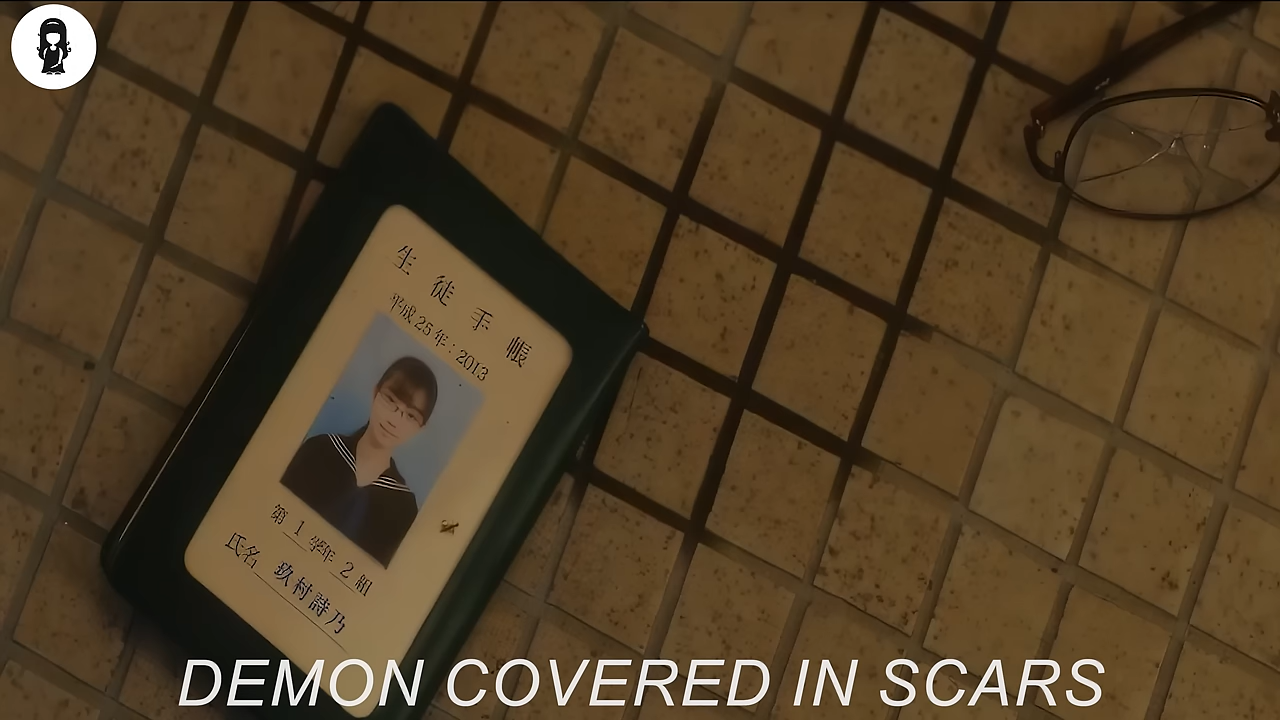 生徒手帳
平成25年:2013
第 1 学年 2 組
氏名 玖村詩乃
DEMON COVERED IN SCARS